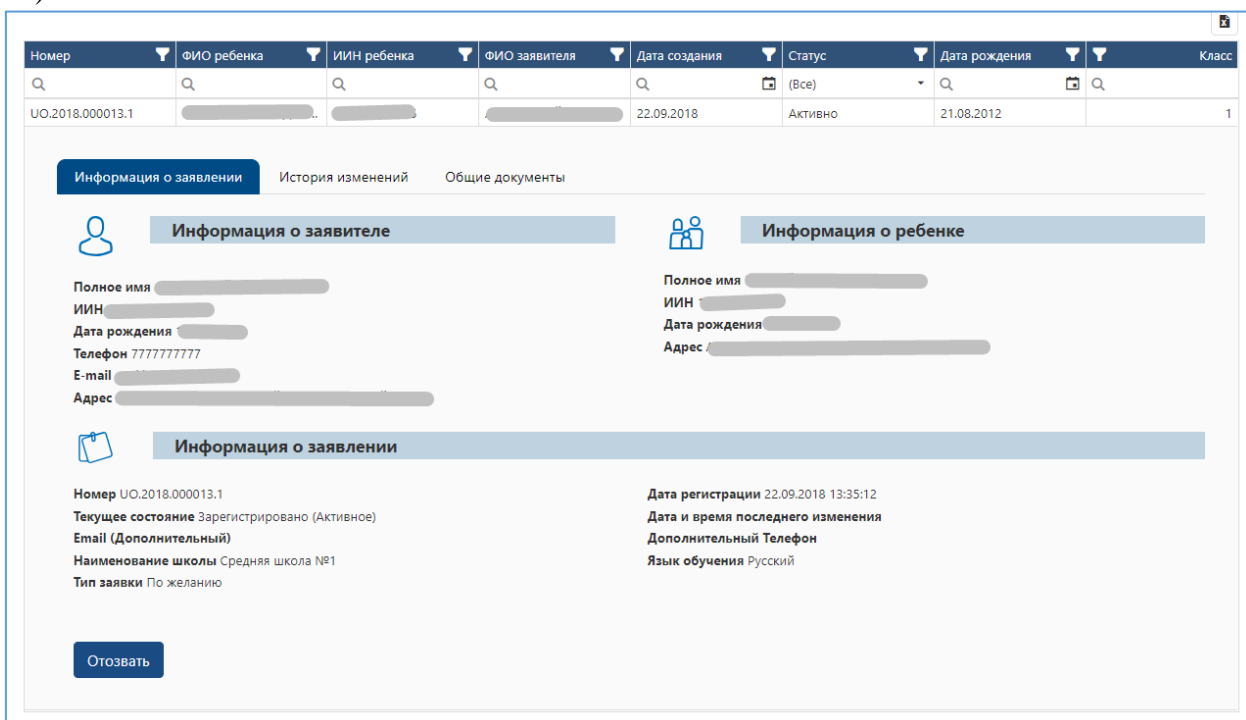 Номер ФИО ребенка ИИН ребенка ФИО заявителя Дата создания Статус Дата рождения Класс
(Все)
UO.2018.000013.1 22.09.2018 Активно 21.08.2012 1
Информация о заявлении История изменений Общие документы
Информация о заявителе Информация о ребенке
Полное имя Полное имя
ИИН ИИН
Дата рождения Дата рождения
Телефон 7777777777 Адрес
E-mail
Адрес
Информация о заявлении
Номер UO.2018.000013.1 Дата регистрации 22.09.2018 13:35:12
Текущее состояние Зарегистрировано (Активное) Дата и время последнего изменения
Email (Дополнительный) Дополнительный Телефон
Наименование школы Средняя школа №1 Язык обучения Русский
Тип заявки По желанию
Отозвать